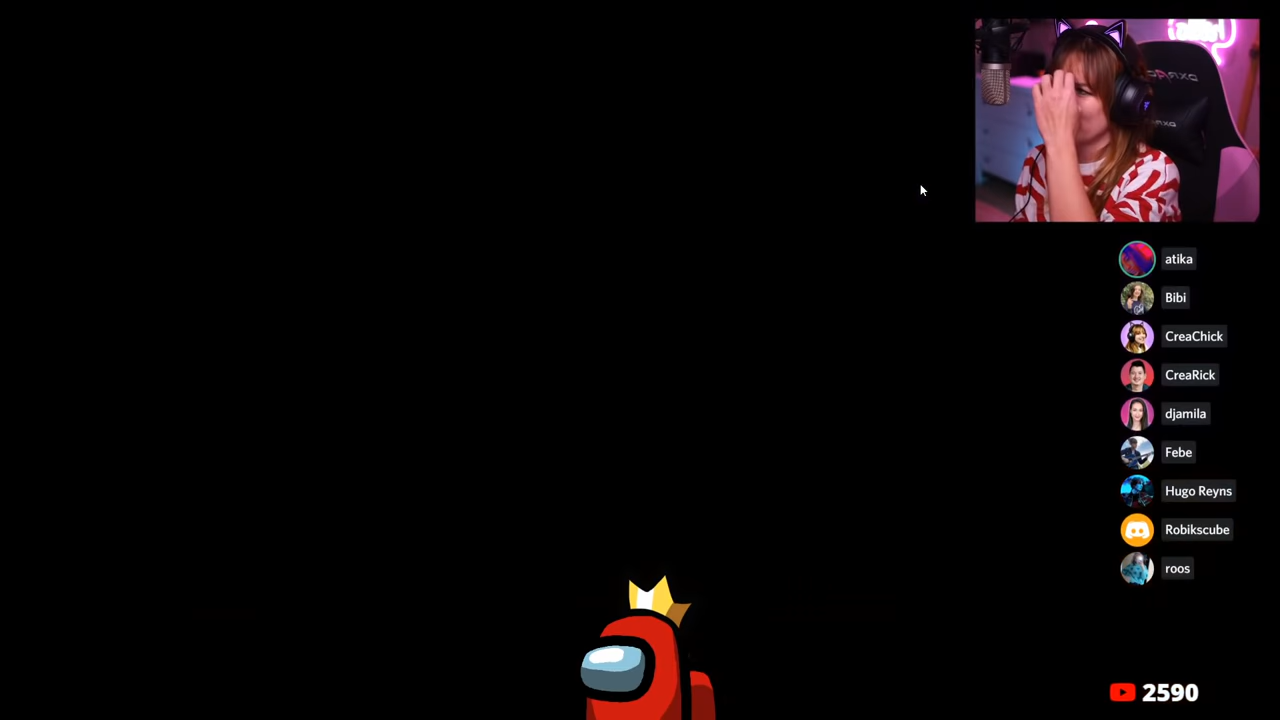 atika
Bibi
CreaChick
CreaRick
djamila
Febe
Hugo Reyns
Robikscube
roos
2590